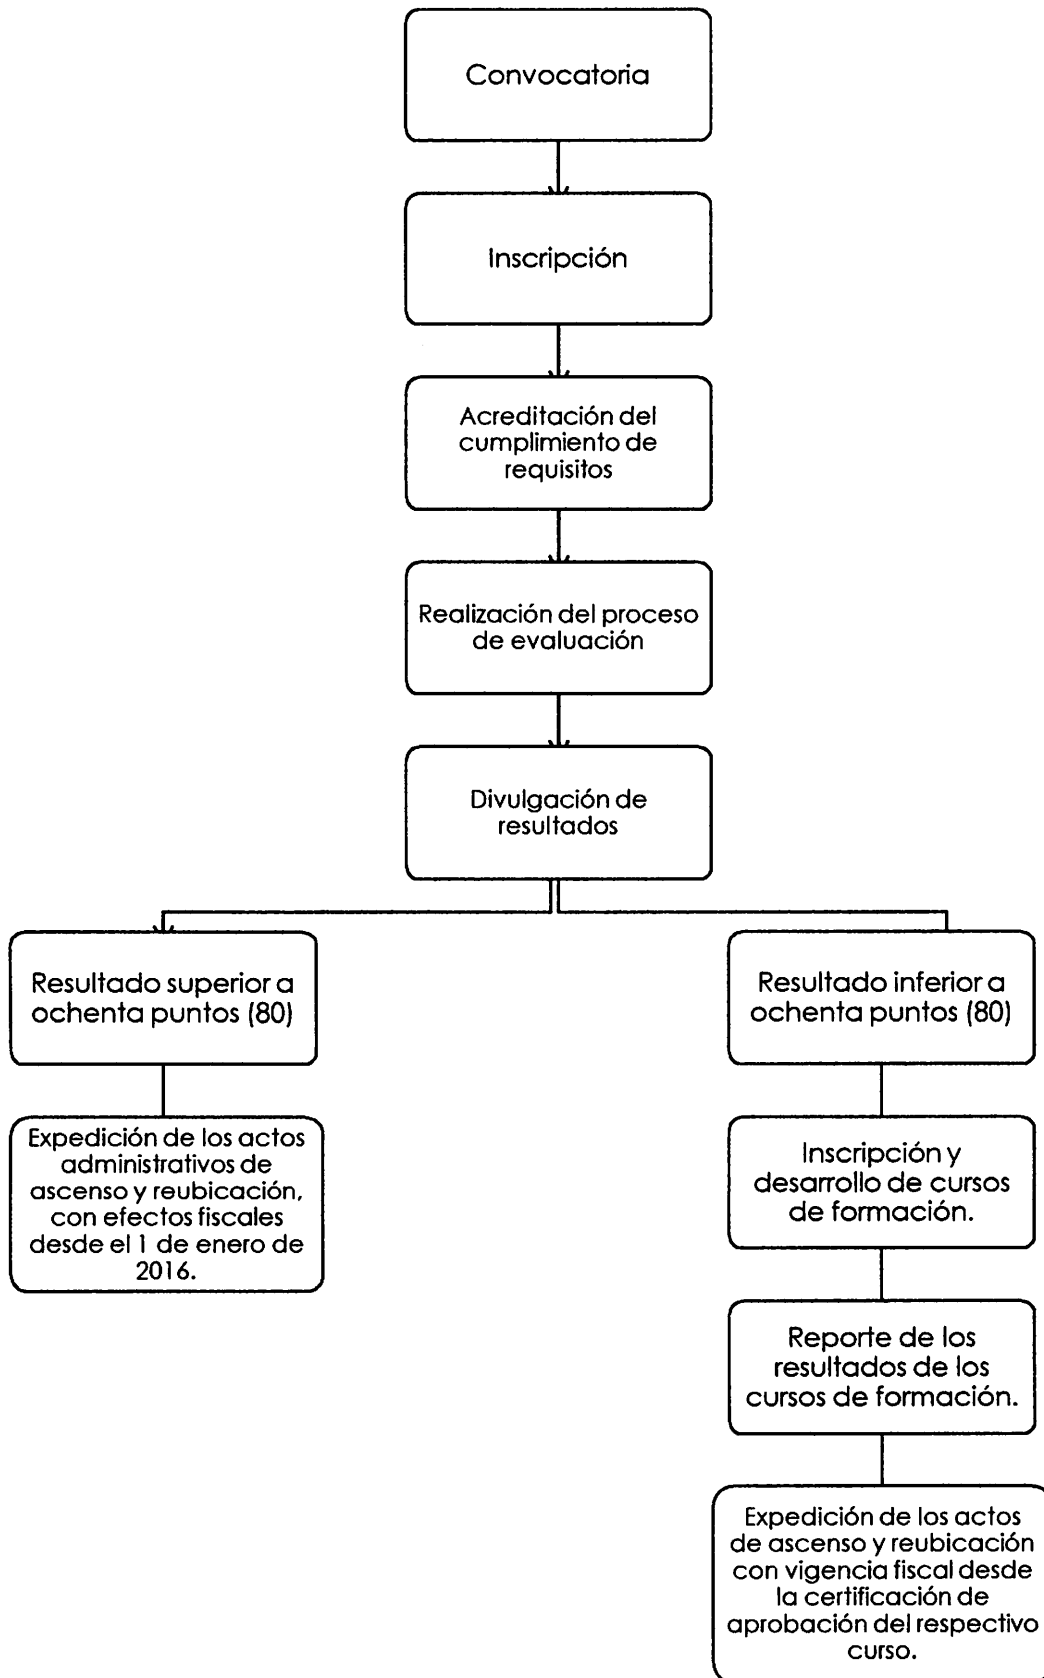 Convocatoria
Inscripción
Acreditación del
cumplimiento de
requisitos
Realización del proceso
de evaluación
Divulgación de
resultados
Resultado superior a
ochenta puntos (80)
Expedición de los actos
administrativos de
ascenso y reubicación,
con efectos fiscales
desde el 1 de enero de
2016.
Resultado inferior a
ochenta puntos (80)
Inscripción y
desarrollo de cursos
de formación.
Reporte de los
resultados de los
cursos de formación.
Expedición de los actos
de ascenso y reubicación
con vigencia fiscal desde
la certificación de
aprobación del respectivo
curso.